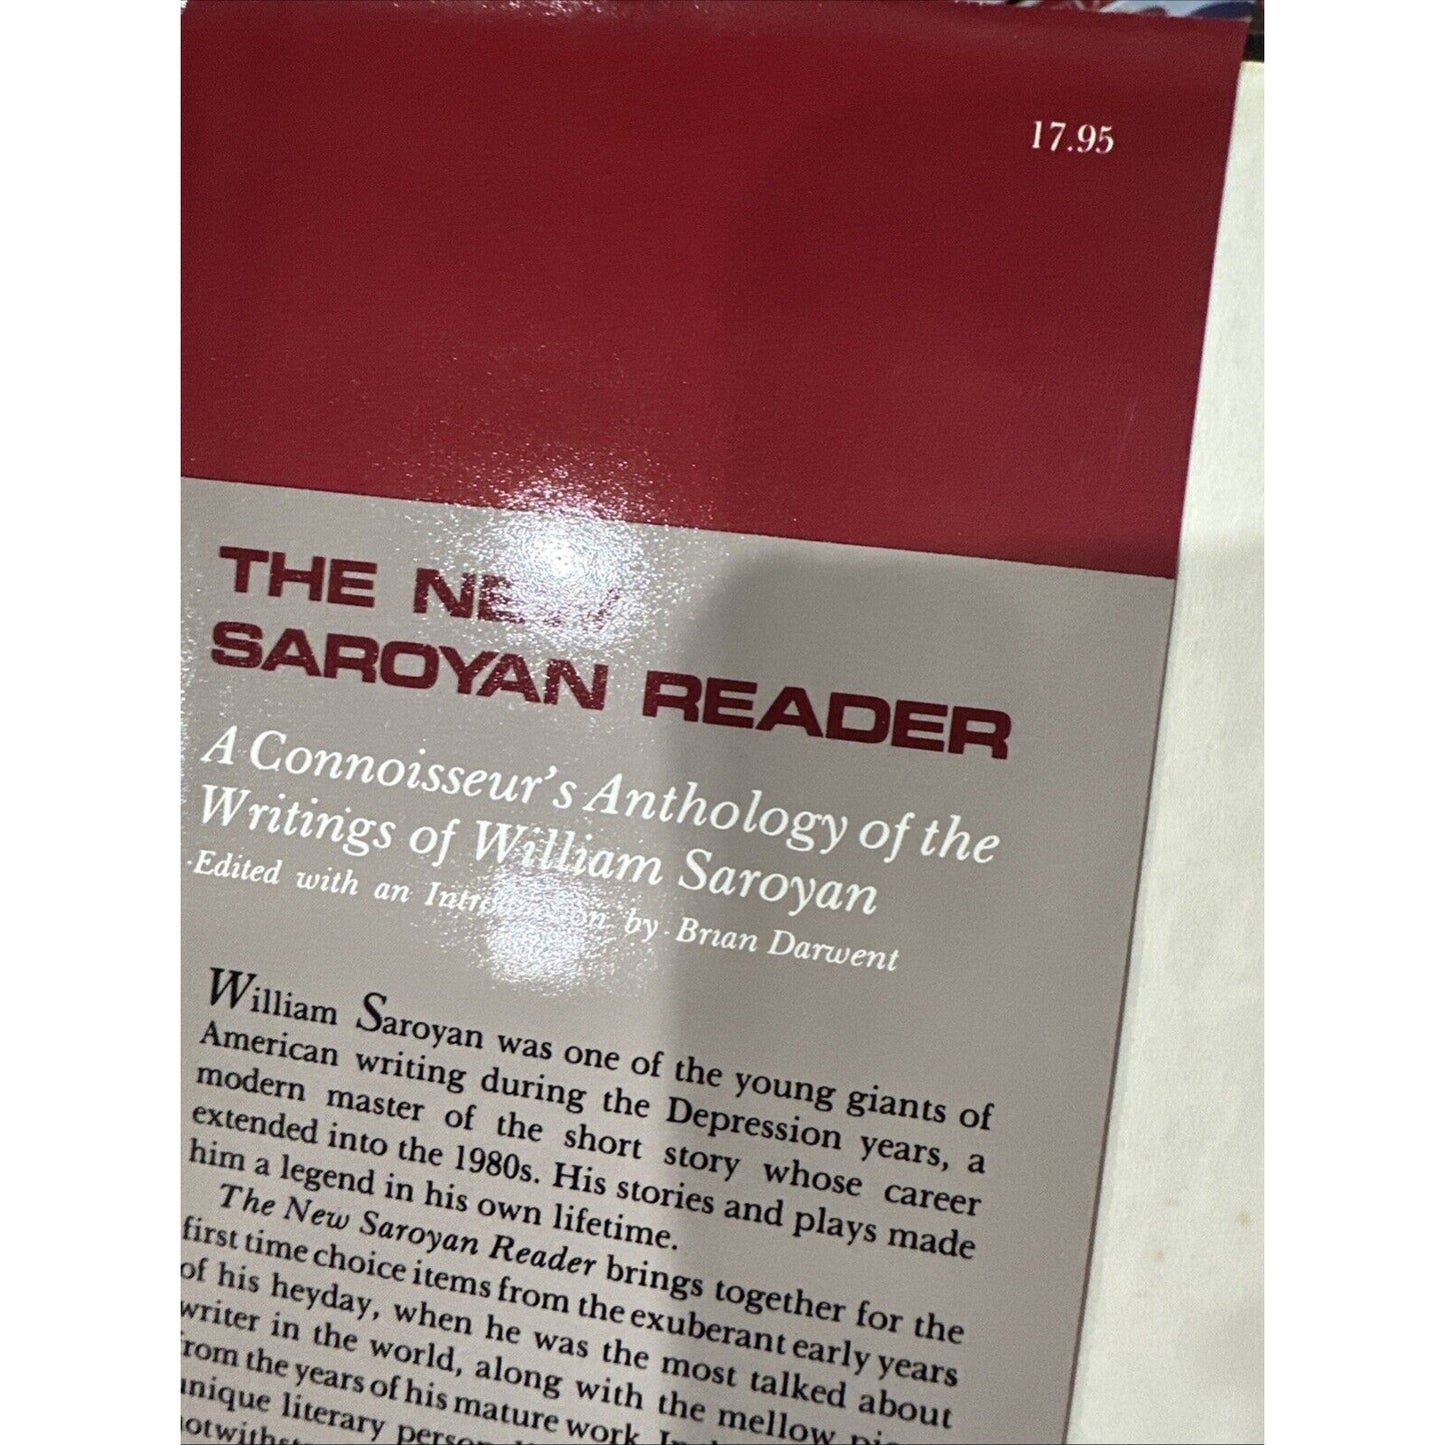 17.95
THE NEW
SAROYAN READER
A Connoisseur's Anthology of the
Writings of William Saroyan
Edited with an Introduction by Brian Darwent
William Saroyan was one of the young giants of
American writing during the Depression years, a
modern master of the short story whose career
extended into the 1980s. His stories and plays made
him a legend in his own lifetime.
The New Saroyan Reader brings together for the
first time choice items from the exuberant early years
of his heyday, when he was the most talked about
writer in the world, along with the mellow
from the years of his mature work.
unique literary